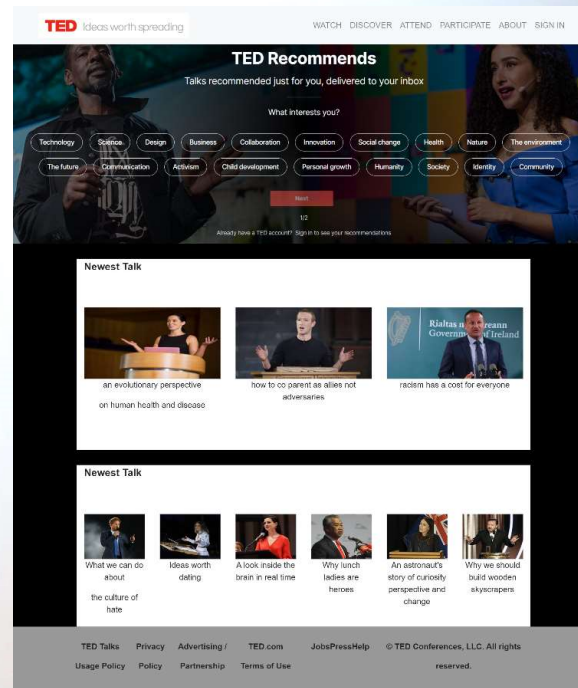 TED Ideas worth spreading
WATCH DISCOVER ATTEND PARTICIPATE ABOUT SIGN IN
TED Recommends
Talks recommended just for you, delivered to your inbox
What interests you?
Technology Science Design Business Collaboration Innovation Social change Health Nature The environment
The future Communication Activism Child development Personal growth Humanity Society Identity Community
Next
1/2
Already have a TED account? Sign in to see your recommendations
Newest Talk
Rialtas na hÉireann
Government of Ireland
an evolutionary perspective
on human health and disease
how to co parent as allies not
adversaries
racism has a cost for everyone
Newest Talk
What we can do
about
the culture of
hate
Ideas worth
dating
A look inside the
brain in real time
Why lunch
ladies are
heroes
An astronaut's
story of curiosity
perspective and
change
Why we should
build wooden
skyscrapers
TED Talks Privacy Advertising / TED.com JobsPressHelp © TED Conferences, LLC. All rights
Usage Policy Policy Partnership Terms of Use reserved.